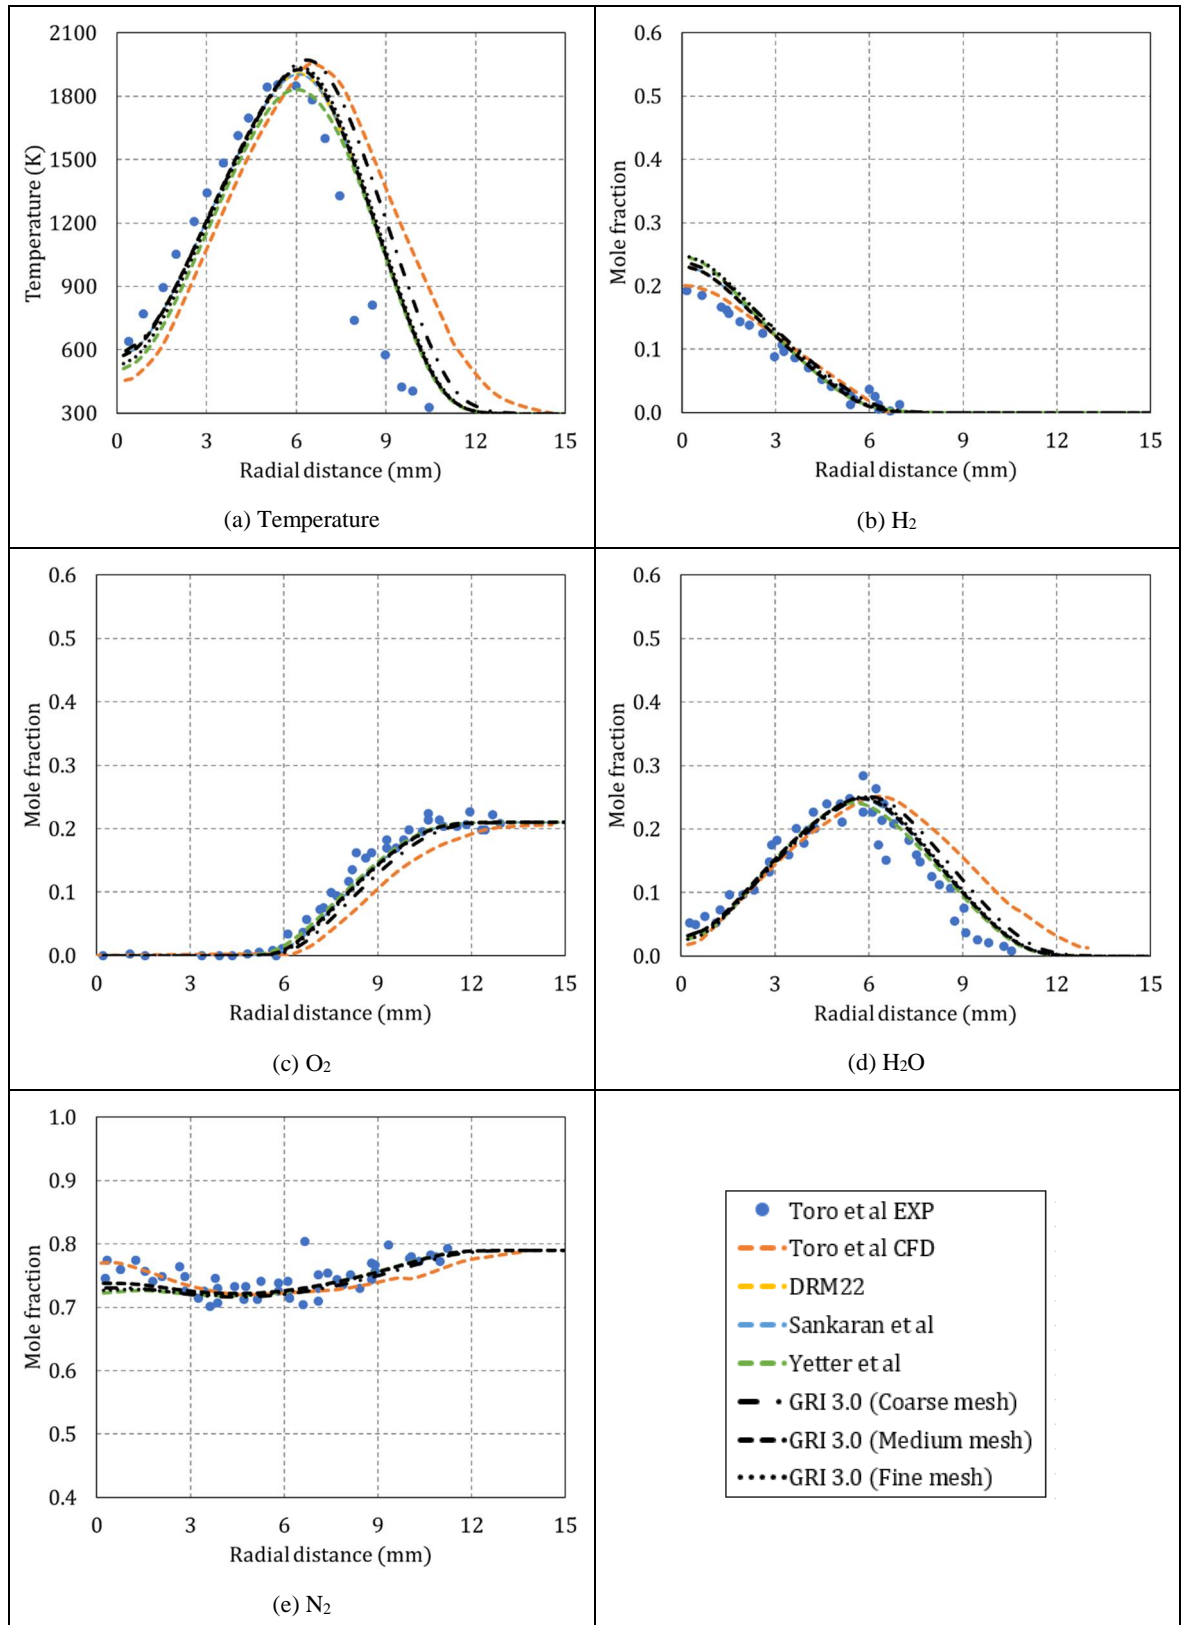 2100
1800
1500
1200
900
600
300
Temperature (K)
0 3 6 9 12 15
Radial distance (mm)
(a) Temperature
0.6
0.5
0.4
0.3
0.2
0.1
0.0
Mole fraction
0 3 6 9 12 15
Radial distance (mm)
(b) H₂
0.6
0.5
0.4
0.3
0.2
0.1
0.0
Mole fraction
0 3 6 9 12 15
Radial distance (mm)
(c) O₂
0.6
0.5
0.4
0.3
0.2
0.1
0.0
Mole fraction
0 3 6 9 12 15
Radial distance (mm)
(d) H₂O
1.0
0.9
0.8
0.7
0.6
0.5
0.4
Mole fraction
0 3 6 9 12 15
Radial distance (mm)
(e) N₂
Toro et al EXP
Toro et al CFD
DRM22
Sankaran et al
Yetter et al
GRI 3.0 (Coarse mesh)
GRI 3.0 (Medium mesh)
GRI 3.0 (Fine mesh)